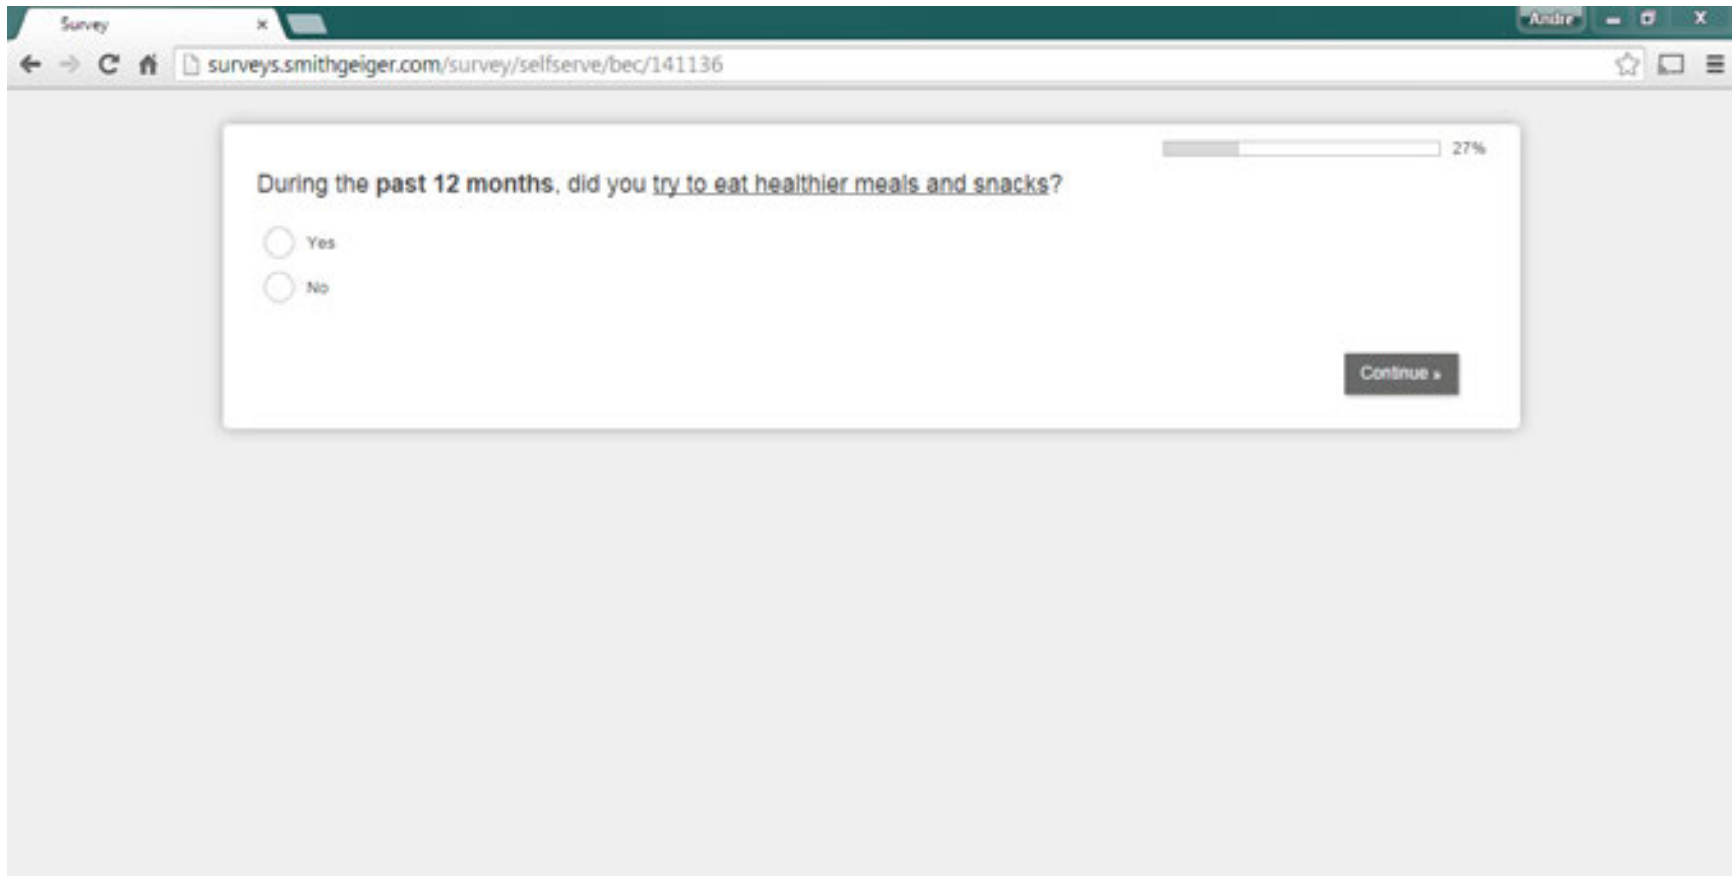 Survey
Andre
surveys.smithgeiger.com/survey/selfserve/bec/141136
27%
During the past 12 months, did you try to eat healthier meals and snacks?
Yes
No
Continue »